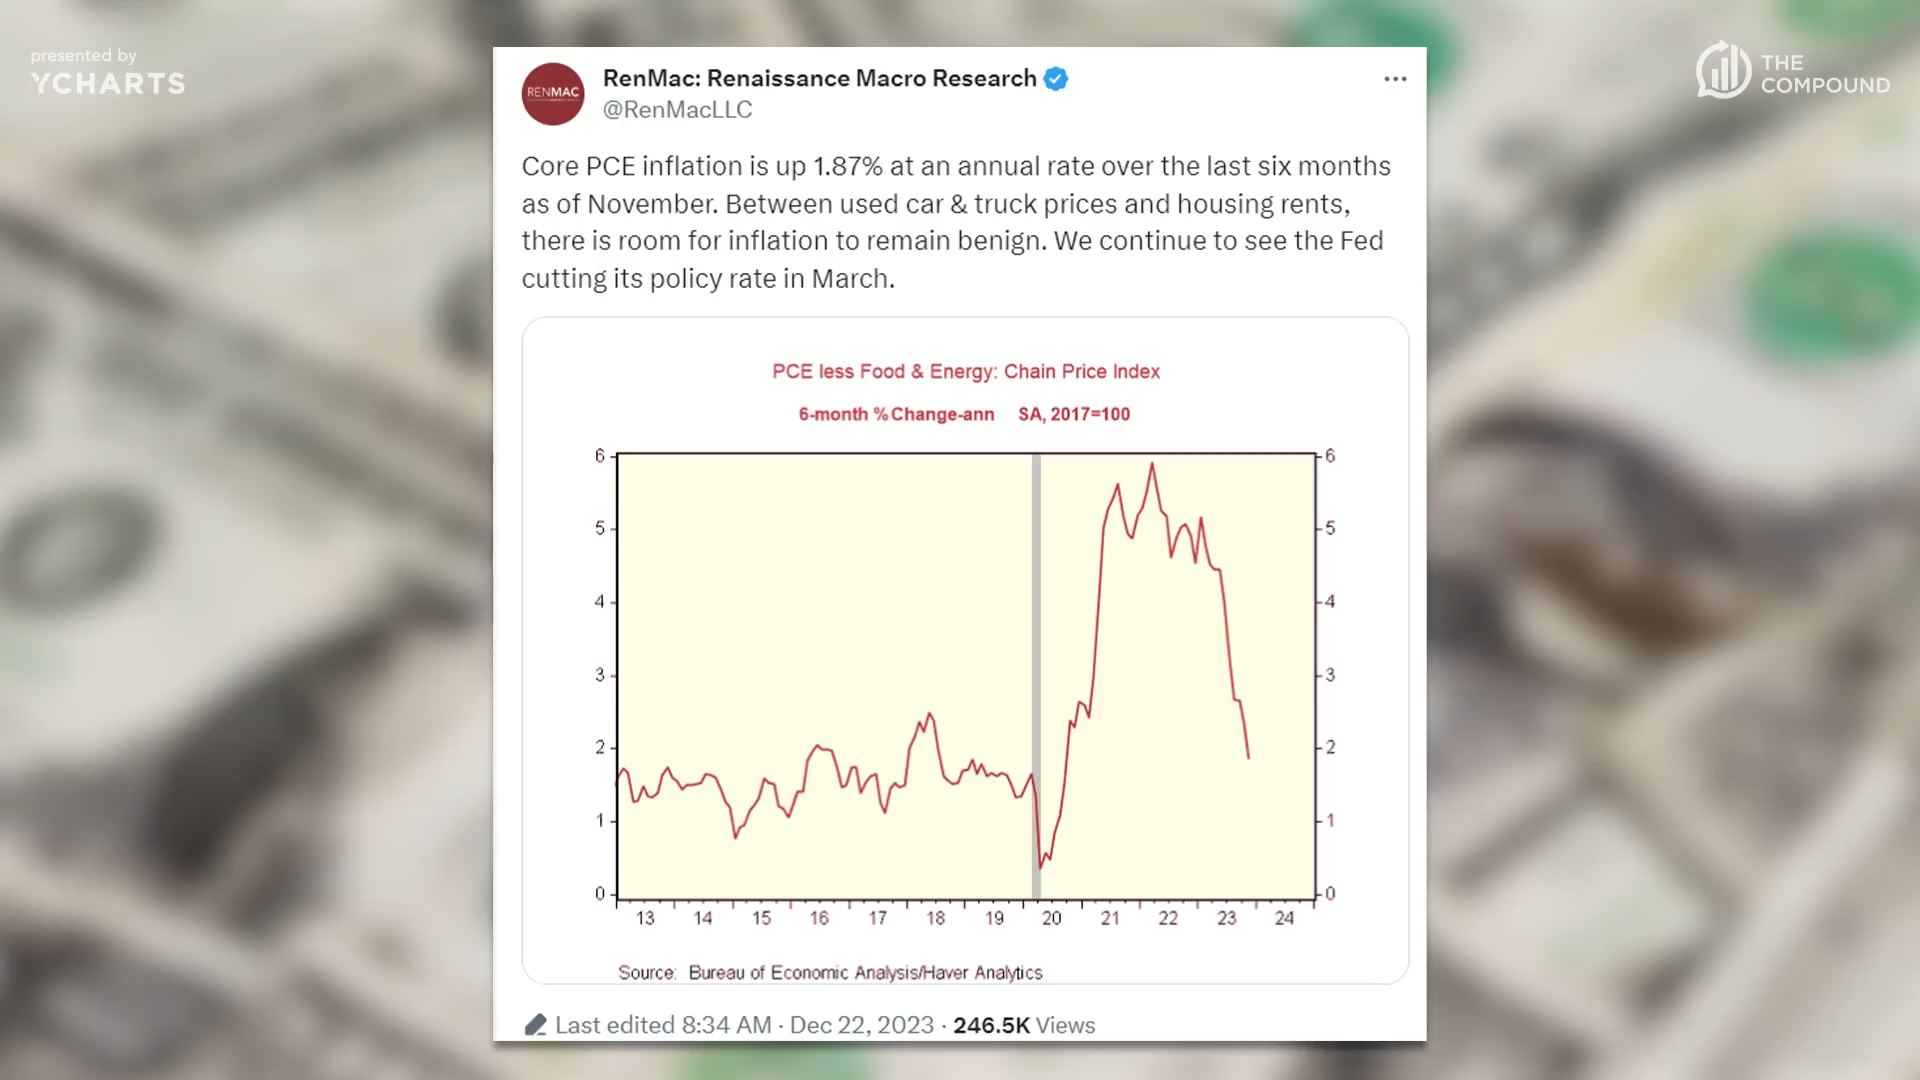 presented by
YCHARTS
THE
COMPOUND
RENMAC
RenMac: Renaissance Macro Research
@RenMacLLC
Core PCE inflation is up 1.87% at an annual rate over the last six months
as of November. Between used car & truck prices and housing rents,
there is room for inflation to remain benign. We continue to see the Fed
cutting its policy rate in March.
PCE less Food & Energy: Chain Price Index
6-month %Change-ann SA, 2017=100
6 6
5 5
4 4
3 3
2 2
1 1
0 0
13 14 15 16 17 18 19 20 21 22 23 24
Source: Bureau of Economic Analysis/Haver Analytics
Last edited 8:34 AM · Dec 22, 2023 · 246.5K Views